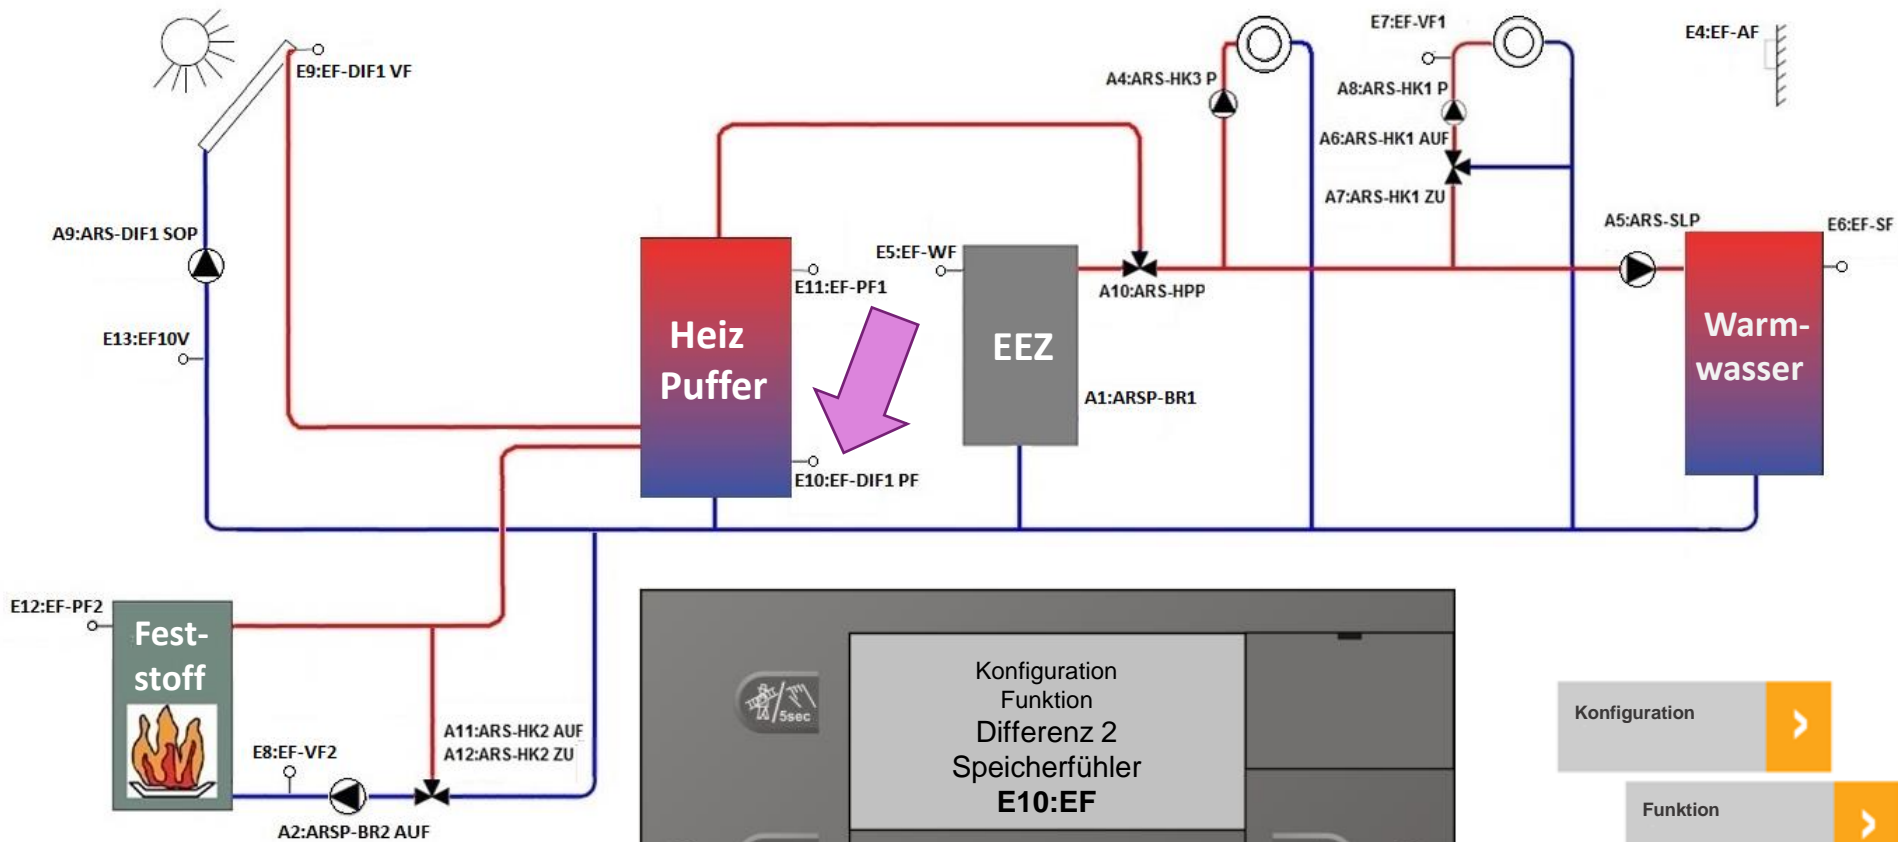 E9:EF-DIF1 VF
A4:ARS-HK3 P
E7:EF-VF1
A8:ARS-HK1 P
A6:ARS-HK1 AUF
A7:ARS-HK1 ZU
E4:EF-AF
A9:ARS-DIF1 SOP
E13:EF10V
E11:EF-PF1
Heiz
Puffer
E10:EF-DIF1 PF
E5:EF-WF
EEZ
A1:ARSP-BR1
A10:ARS-HPP
A5:ARS-SLP
E6:EF-SF
Warm-
wasser
E12:EF-PF2
Fest-
stoff
E8:EF-VF2
A11:ARS-HK2 AUF
A12:ARS-HK2 ZU
A2:ARSP-BR2 AUF
5sec
Konfiguration
Funktion
Differenz 2
Speicherfühler
E10:EF
Konfiguration
Funktion